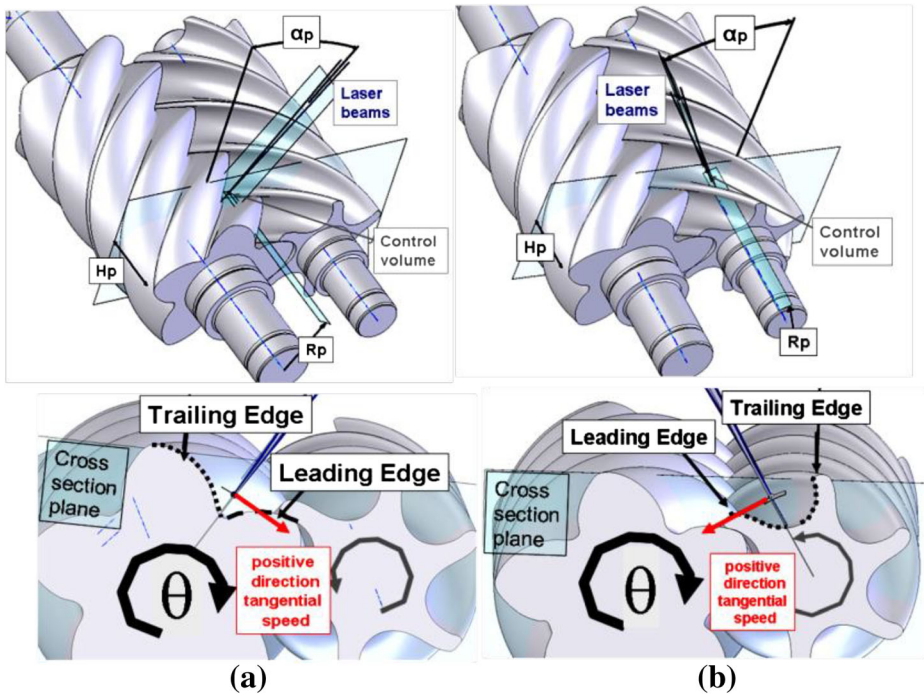 αp
Laser
beams
Control
volume
Hp
Rp
αp
Laser
beams
Control
volume
Hp
Rp
Trailing Edge
Leading Edge
Cross
section
plane
θ
positive
direction
tangential
speed
Trailing Edge
Leading Edge
Cross
section
plane
θ
positive
direction
tangential
speed
(a)
(b)